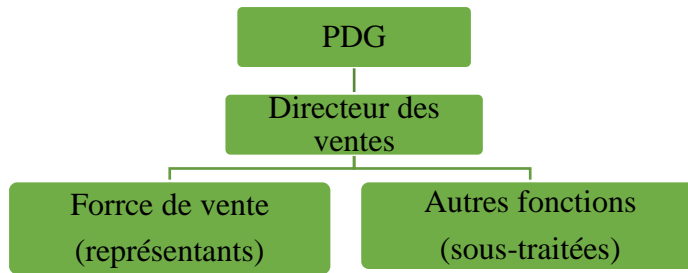 PDG
Directeur des
ventes
Forrce de vente
(représentants)
Autres fonctions
(sous-traitées)